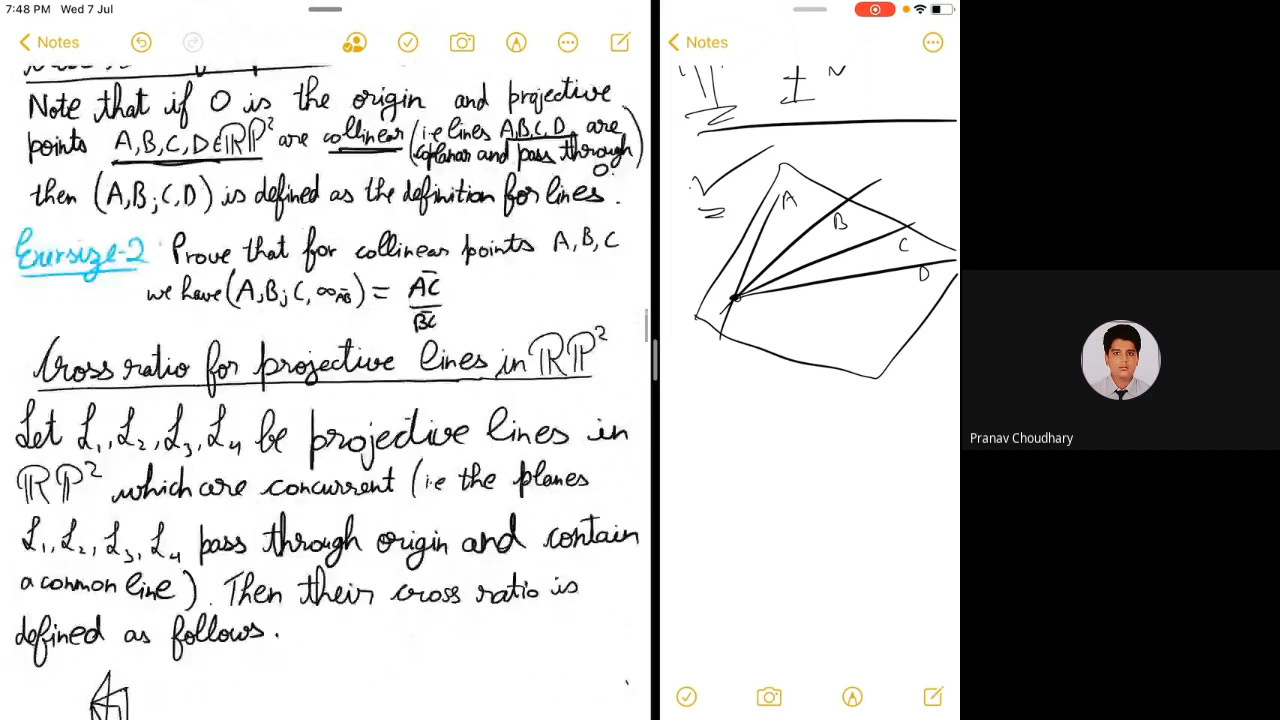 7:48 PM Wed 7 Jul
Notes
Note that if O is the origin and projective
points A,B,C,D∈ℝℙ² are collinear (i.e lines A,B,C,D are
coplanar and pass through
O.)
then (A,B;C,D) is defined as the definition for lines.
Exersize-2 Prove that for collinear points A, B, C
we have (A,B;C,∞_AB) = AC̄/BC̄
Cross ratio for projective lines in ℝℙ²
Let L₁, L₂, L₃, L₄ be projective lines in
ℝℙ² which are concurrent (i.e the planes
L₁, L₂, L₃, L₄ pass through origin and contain
a common line). Then their cross ratio is
defined as follows.
Notes
A
B
C
D
Pranav Choudhary